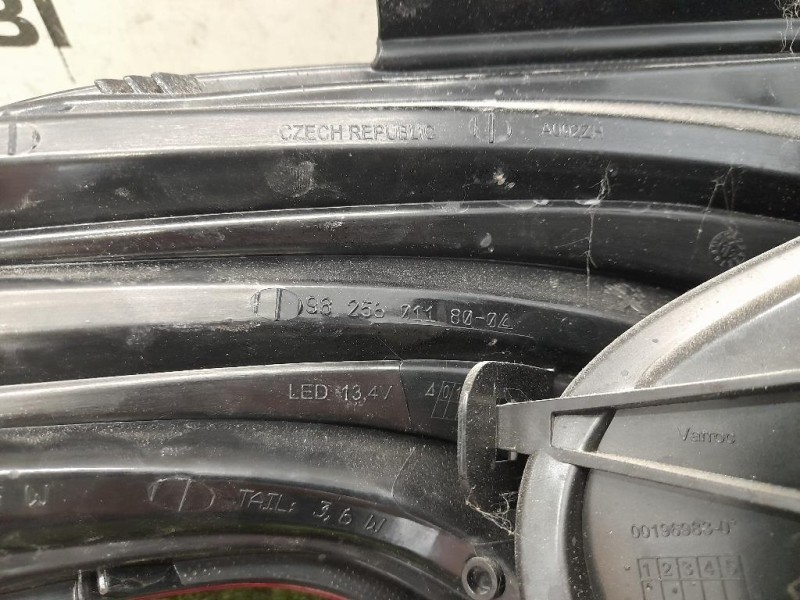 CZECH REPUBLIC
98 256 011 80-04
LED 13,4V
Varroc
W TAIL: 3,6 W
00196983-0
1 2 3 4 5